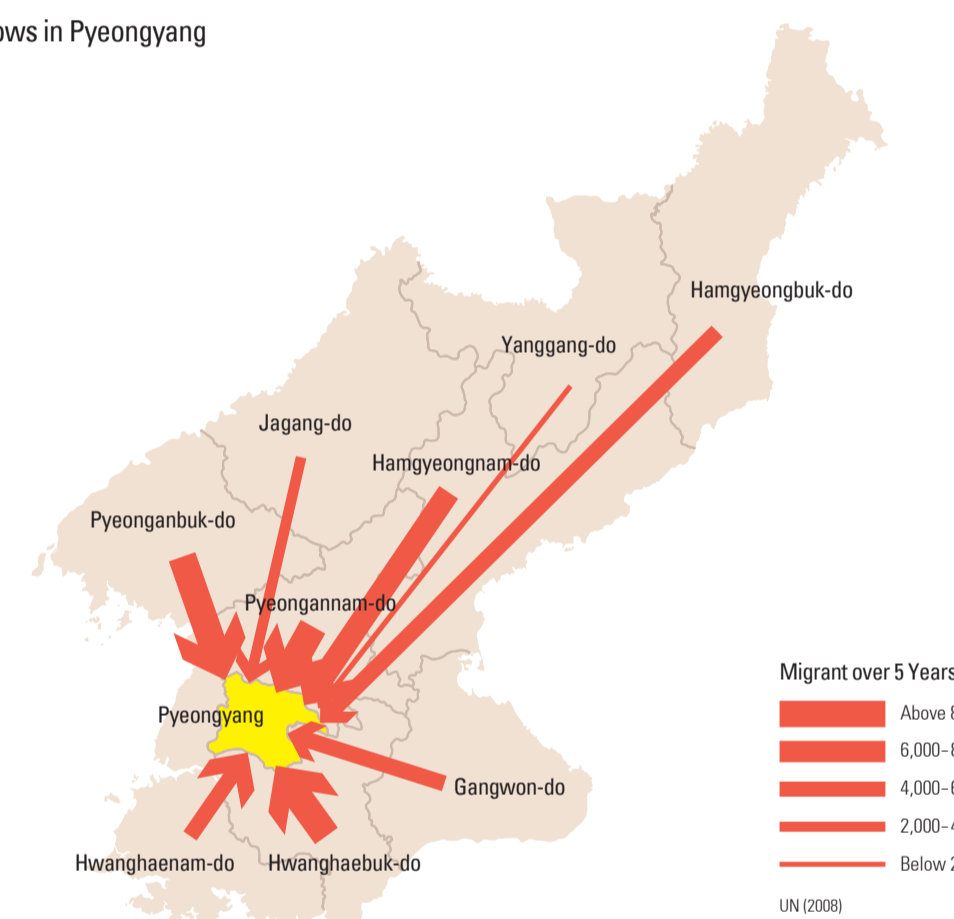 ows in Pyeongyang
Hamgyeongbuk-do
Yanggang-do
Jagang-do
Hamgyeongnam-do
Pyeonganbuk-do
Pyeongannam-do
Pyeongyang
Gangwon-do
Hwanghaenam-do
Hwanghaebuk-do
Migrant over 5 Years
Above 8
6,000–8
4,000–6
2,000–4
Below 2
UN (2008)